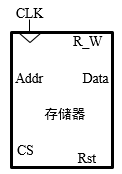 CLK
R_W
Addr Data
存储器
CS Rst